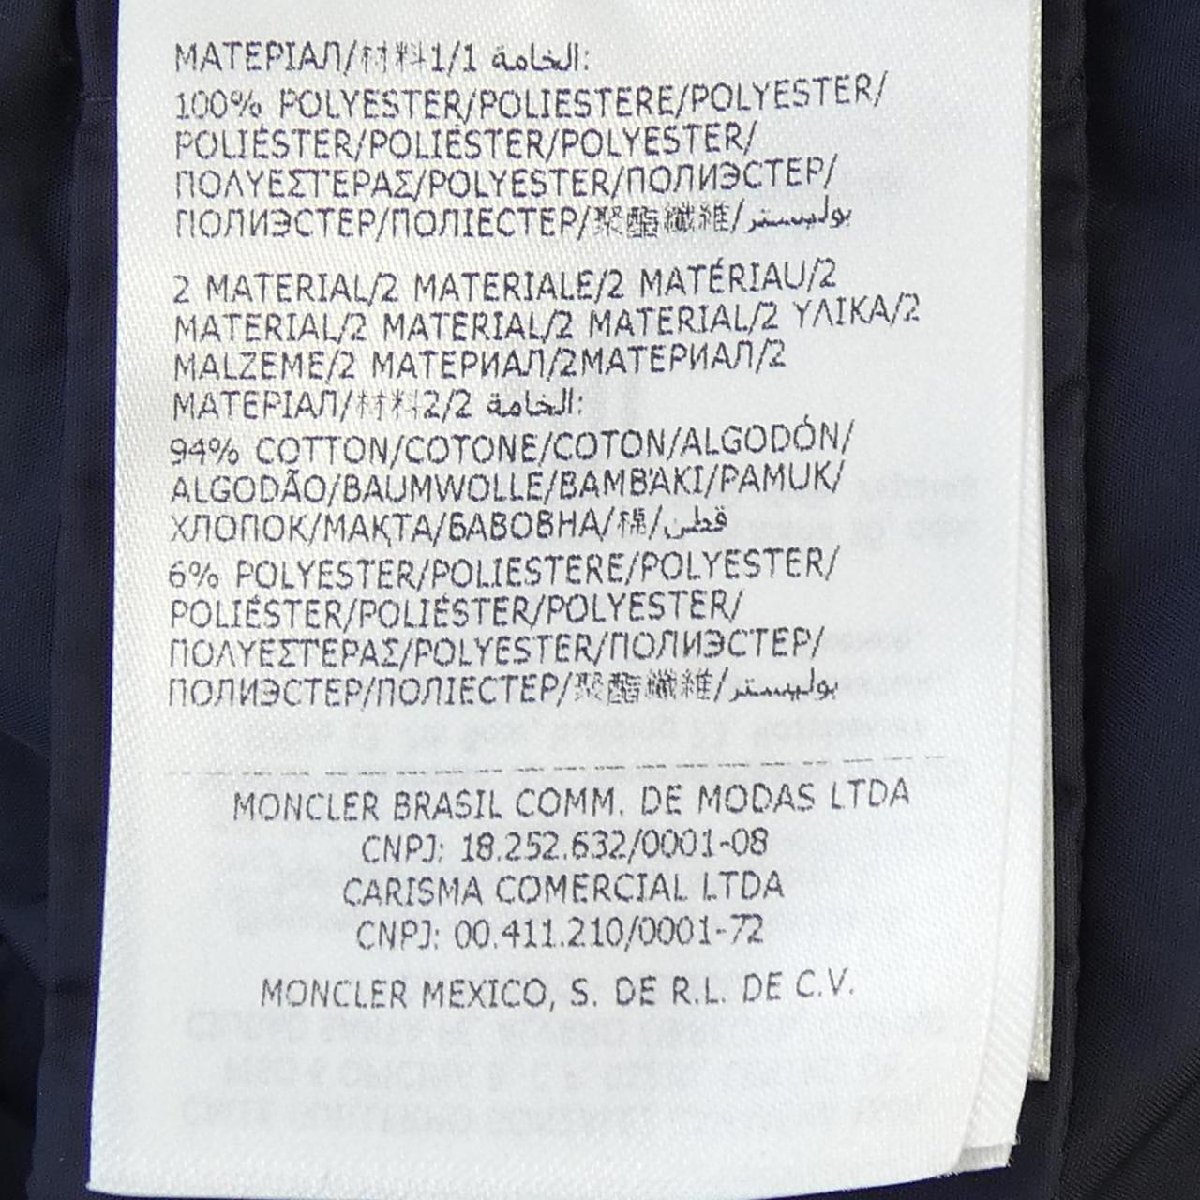 МАТЕРІАЛ/材料1/1 الخامة:
100% POLYESTER/POLIESTERE/POLYESTER/
POLIÉSTER/POLIÉSTER/POLYESTER/
ΠΟΛΥΕΣΤΕΡΑΣ/POLYESTER/ПОЛИЭСТЕР/
ПОЛИЭСТЕР/ПОЛІЕСТЕР/聚酯纖維/بوليستر
2 MATERIAL/2 MATERIALE/2 MATÉRIAU/2
MATERIAL/2 MATERIAL/2 MATERIAL/2 ΥΛΙΚΑ/2
MALZEME/2 МАТЕРИАЛ/2МАТЕРИАЛ/2
МАТЕРІАЛ/材料2/2 الخامة:
94% COTTON/COTONE/COTON/ALGODÓN/
ALGODÃO/BAUMWOLLE/ΒΑΜΒΆΚΙ/PAMUK/
ХЛОПОК/МАҚТА/БАВОВНА/棉/قطن
6% POLYESTER/POLIESTERE/POLYESTER/
POLIÉSTER/POLIÉSTER/POLYESTER/
ΠΟΛΥΕΣΤΕΡΑΣ/POLYESTER/ПОЛИЭСТЕР/
ПОЛИЭСТЕР/ПОЛІЕСТЕР/聚酯纖維/بوليستر
MONCLER BRASIL COMM. DE MODAS LTDA
CNPJ: 18.252.632/0001-08
CARISMA COMERCIAL LTDA
CNPJ: 00.411.210/0001-72
MONCLER MEXICO, S. DE R.L. DE C.V.